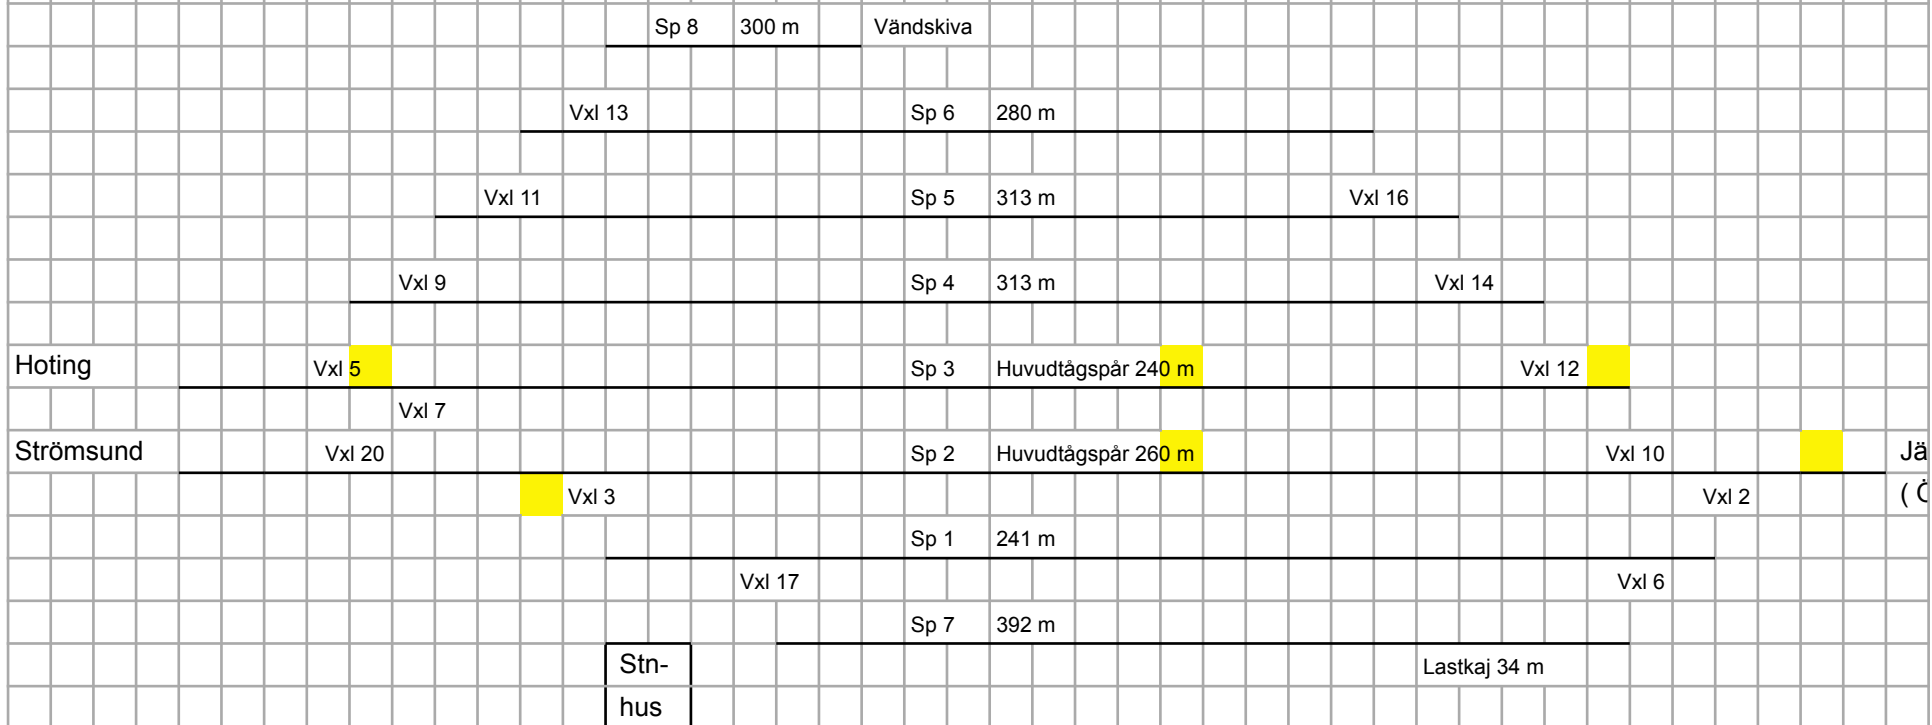 Sp 8 300 m Vändskiva
Vxl 13 Sp 6 280 m
Vxl 11 Sp 5 313 m Vxl 16
Vxl 9 Sp 4 313 m Vxl 14
Hoting Vxl 5 Sp 3 Huvudtågspår 240 m Vxl 12
Vxl 7
Strömsund Vxl 20 Sp 2 Huvudtågspår 260 m Vxl 10 Jä
Vxl 3 Vxl 2 (
Sp 1 241 m
Vxl 17 Vxl 6
Sp 7 392 m
Stn- Lastkaj 34 m
hus